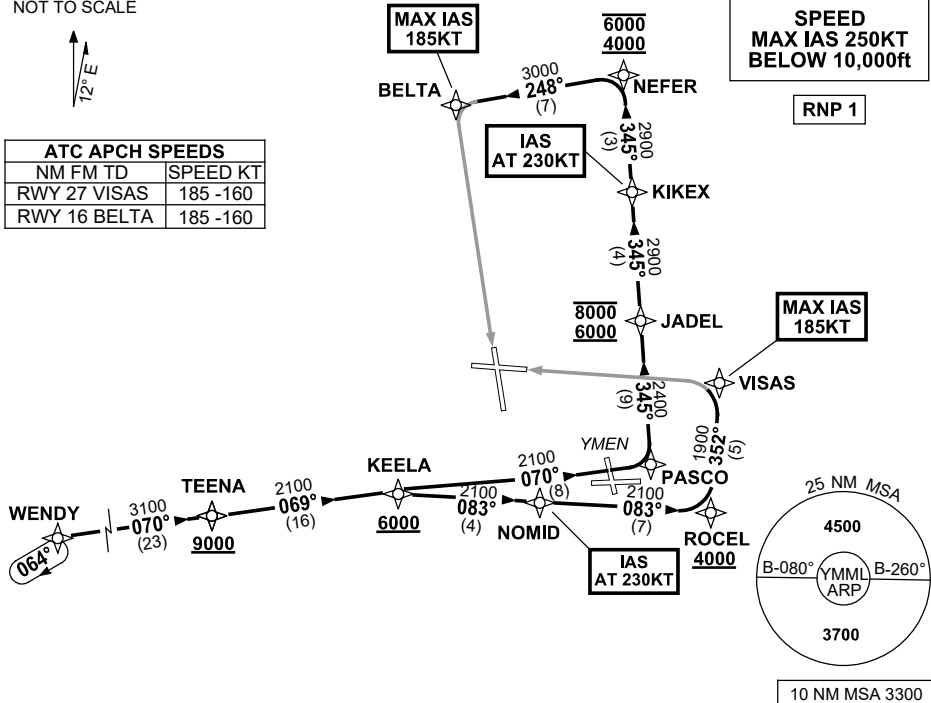 NOT TO SCALE
12° E
MAX IAS
185KT
6000
4000
SPEED
MAX IAS 250KT
BELOW 10,000ft
BELTA
3000
248°
(7)
NEFER
RNP 1
ATC APCH SPEEDS
NM FM TD SPEED KT
RWY 27 VISAS 185 -160
RWY 16 BELTA 185 -160
IAS
AT 230KT
2900
345°
(3)
KIKEX
2900
345°
(4)
8000
6000
JADEL
MAX IAS
185KT
VISAS
2400
345°
(9)
1900
352°
(5)
YMEN
PASCO
KEELA
2100
070°
(8)
TEENA
2100
069°
(16)
WENDY
3100
070°
(23)
064°
9000
6000
2100
083°
(4)
NOMID
2100
083°
(7)
ROCEL
4000
IAS
AT 230KT
25 NM MSA
4500
B-080° YMML B-260°
ARP
3700
10 NM MSA 3300